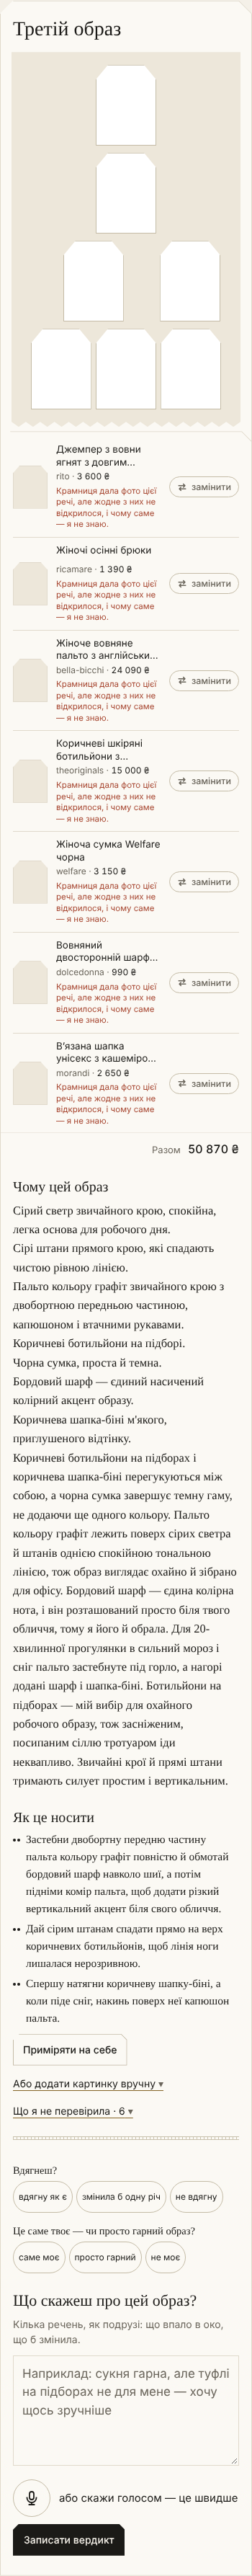 Третій образ
Джемпер з вовни
ягнят з довгим...
rito · 3 600 ₴
Крамниця дала фото цієї
речі, але жодне з них не
відкрилося, і чому саме
— я не знаю.
⇄ замінити
Жіночі осінні брюки
ricamare · 1 390 ₴
Крамниця дала фото цієї
речі, але жодне з них не
відкрилося, і чому саме
— я не знаю.
⇄ замінити
Жіноче вовняне
пальто з англійськи...
bella-bicchi · 24 090 ₴
Крамниця дала фото цієї
речі, але жодне з них не
відкрилося, і чому саме
— я не знаю.
⇄ замінити
Коричневі шкіряні
ботильйони з...
theoriginals · 15 000 ₴
Крамниця дала фото цієї
речі, але жодне з них не
відкрилося, і чому саме
— я не знаю.
⇄ замінити
Жіноча сумка Welfare
чорна
welfare · 3 150 ₴
Крамниця дала фото цієї
речі, але жодне з них не
відкрилося, і чому саме
— я не знаю.
⇄ замінити
Вовняний
двосторонній шарф...
dolcedonna · 990 ₴
Крамниця дала фото цієї
речі, але жодне з них не
відкрилося, і чому саме
— я не знаю.
⇄ замінити
В'язана шапка
унісекс з кашеміро...
morandi · 2 650 ₴
Крамниця дала фото цієї
речі, але жодне з них не
відкрилося, і чому саме
— я не знаю.
⇄ замінити
Разом 50 870 ₴
Чому цей образ
Сірий светр звичайного крою, спокійна,
легка основа для робочого дня.
Сірі штани прямого крою, які спадають
чистою рівною лінією.
Пальто кольору графіт звичайного крою з
двобортною передньою частиною,
капюшоном і втачними рукавами.
Коричневі ботильйони на підборі.
Чорна сумка, проста й темна.
Бордовий шарф — єдиний насичений
колірний акцент образу.
Коричнева шапка-біні м'якого,
приглушеного відтінку.
Коричневі ботильйони на підборах і
коричнева шапка-біні перегукуються між
собою, а чорна сумка завершує темну гаму,
не додаючи ще одного кольору. Пальто
кольору графіт лежить поверх сірих светра
й штанів однією спокійною тональною
лінією, тож образ виглядає охайно й зібрано
для офісу. Бордовий шарф — єдина колірна
нота, і він розташований просто біля твого
обличчя, тому я його й обрала. Для 20-
хвилинної прогулянки в сильний мороз і
сніг пальто застебнуте під горло, а нагорі
додані шарф і шапка-біні. Ботильйони на
підборах — мій вибір для охайного
робочого образу, тож засніженим,
посипаним сіллю тротуаром іди
неквапливо. Звичайні крої й прямі штани
тримають силует простим і вертикальним.
Як це носити
Застебни двобортну передню частину
пальта кольору графіт повністю й обмотай
бордовий шарф навколо шиї, а потім
підніми комір пальта, щоб додати різкий
вертикальний акцент біля свого обличчя.
Дай сірим штанам спадати прямо на верх
коричневих ботильйонів, щоб лінія ноги
лишалася нерозривною.
Спершу натягни коричневу шапку-біні, а
коли піде сніг, накинь поверх неї капюшон
пальта.
Приміряти на себе
Або додати картинку вручну ▾
Що я не перевірила · 6 ▾
Вдягнеш?
вдягну як є
змінила б одну річ
не вдягну
Це саме твоє — чи просто гарний образ?
саме моє
просто гарний
не моє
Що скажеш про цей образ?
Кілька речень, як подрузі: що впало в око,
що б змінила.
Наприклад: сукня гарна, але туфлі
на підборах не для мене — хочу
щось зручніше
або скажи голосом — це швидше
Записати вердикт